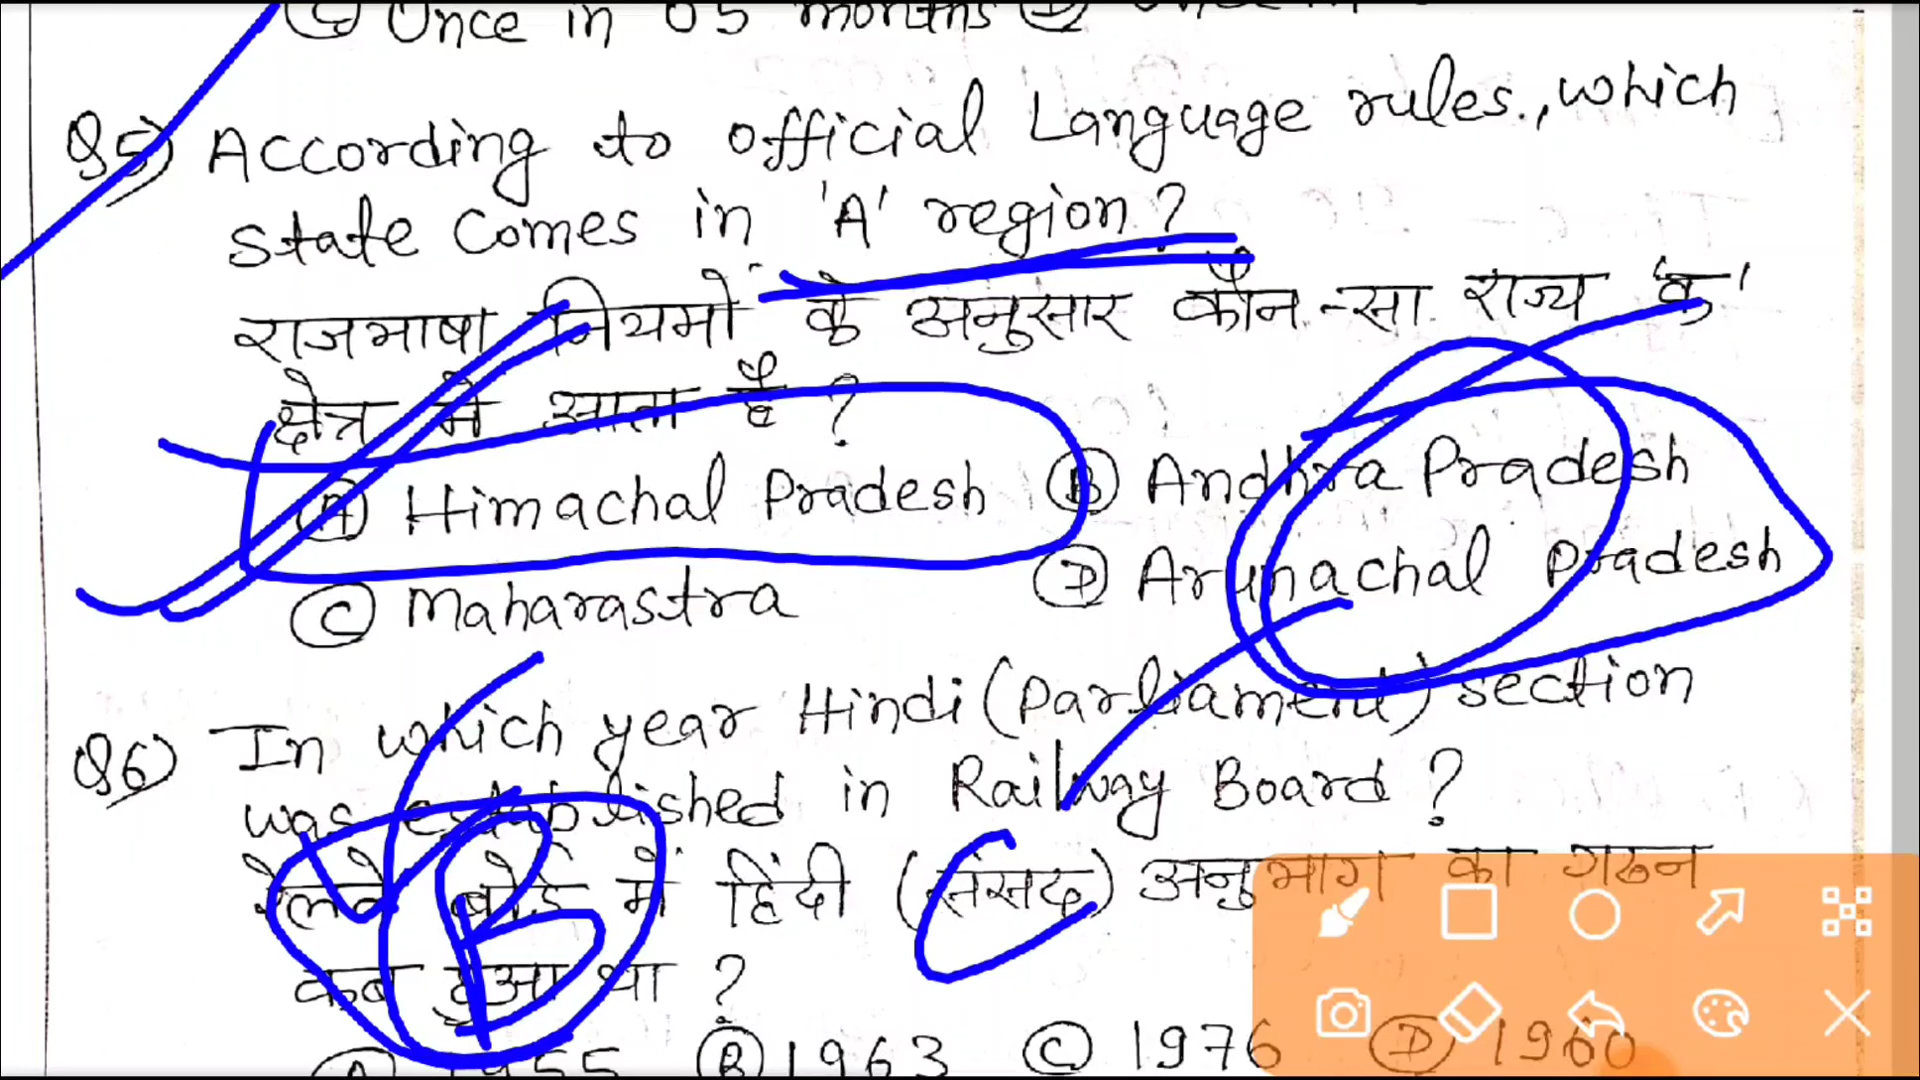 C Once in 05 months D
Q5) According to official Language rules., which
state comes in 'A' region?
राजभाषा नियमों के अनुसार कौन-सा राज्य 'क'
क्षेत्र में आता है ?
A Himachal Pradesh B Andhra Pradesh
C Maharastra D Arunachal Pradesh
Q6) In which year Hindi (Parliament) section
was established in Railway Board ?
रेलवे बोर्ड में हिंदी (संसद) अनुभाग का गठन
कब हुआ था ?
A 1955 B 1963 C 1976 D 1960
B